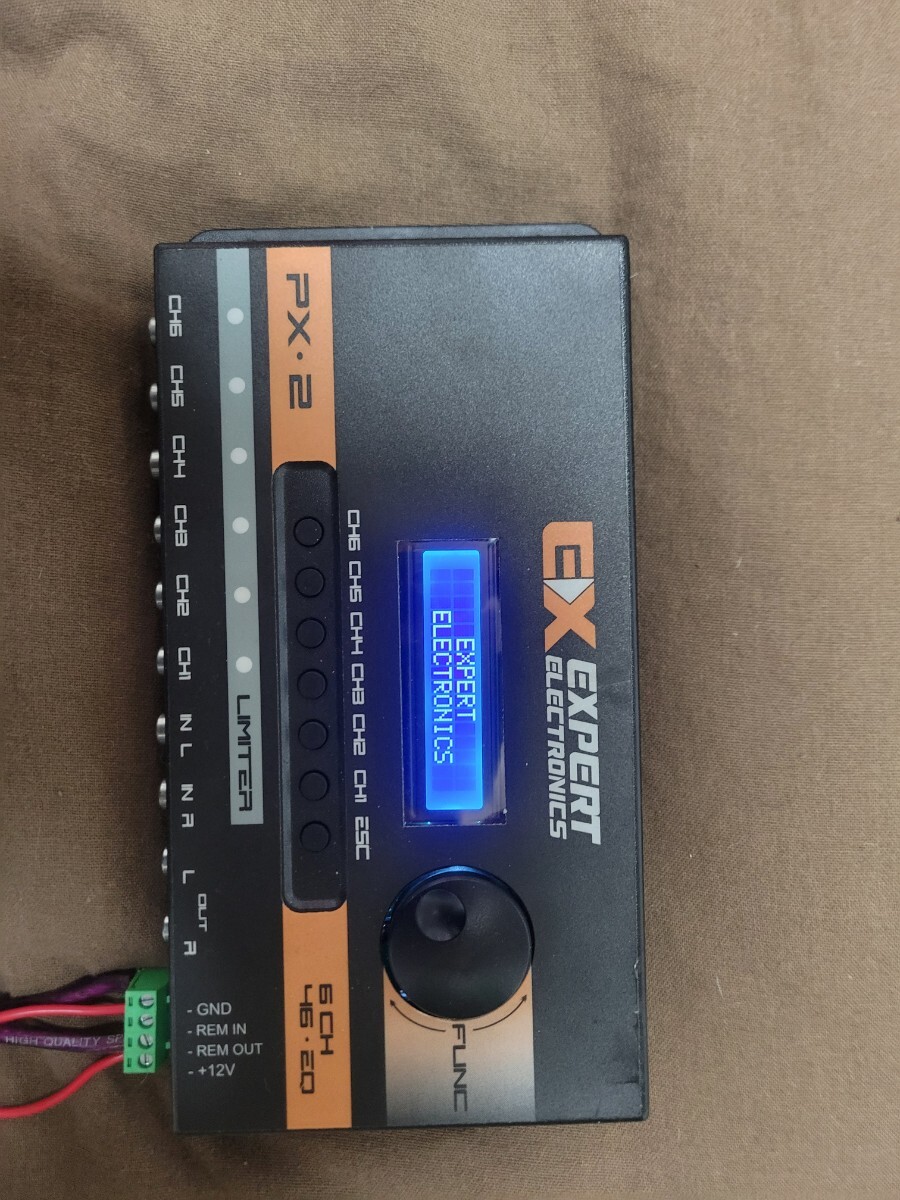 EX EXPERT
ELECTRONICS
EXPERT
ELECTRONICS
FUNC
ESC CH1 CH2 CH3 CH4 CH5 CH6
6 CH
46·EQ
PX·2
LIMITER
OUT
R L IN R IN L CH1 CH2 CH3 CH4 CH5 CH6
- GND
- REM IN
- REM OUT
- +12V
HIGH QUALITY SP